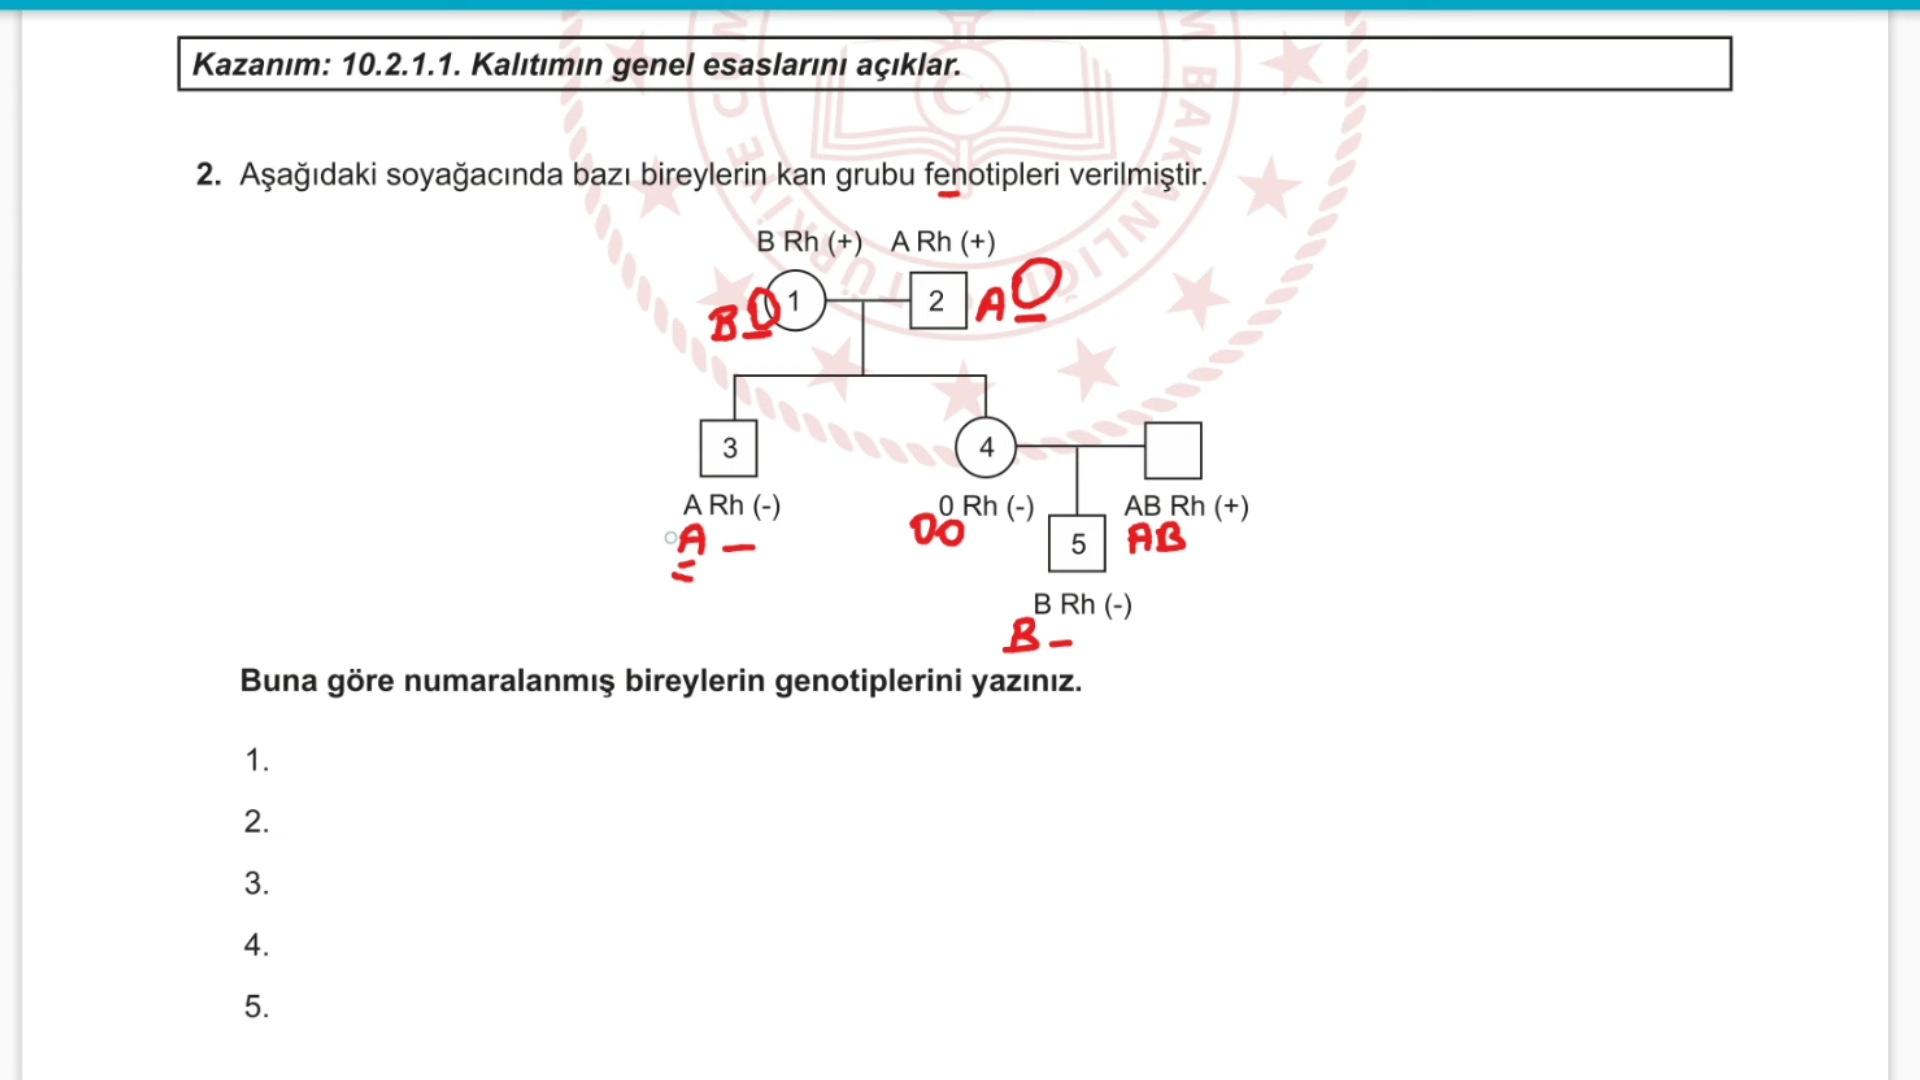 Kazanım: 10.2.1.1. Kalıtımın genel esaslarını açıklar.
2. Aşağıdaki soyağacında bazı bireylerin kan grubu fenotipleri verilmiştir.
B Rh (+) A Rh (+)
B0 1 2 A0
3 4
A Rh (-) 0 Rh (-) AB Rh (+)
A - 00 5 AB
B Rh (-)
B -
Buna göre numaralanmış bireylerin genotiplerini yazınız.
1.
2.
3.
4.
5.